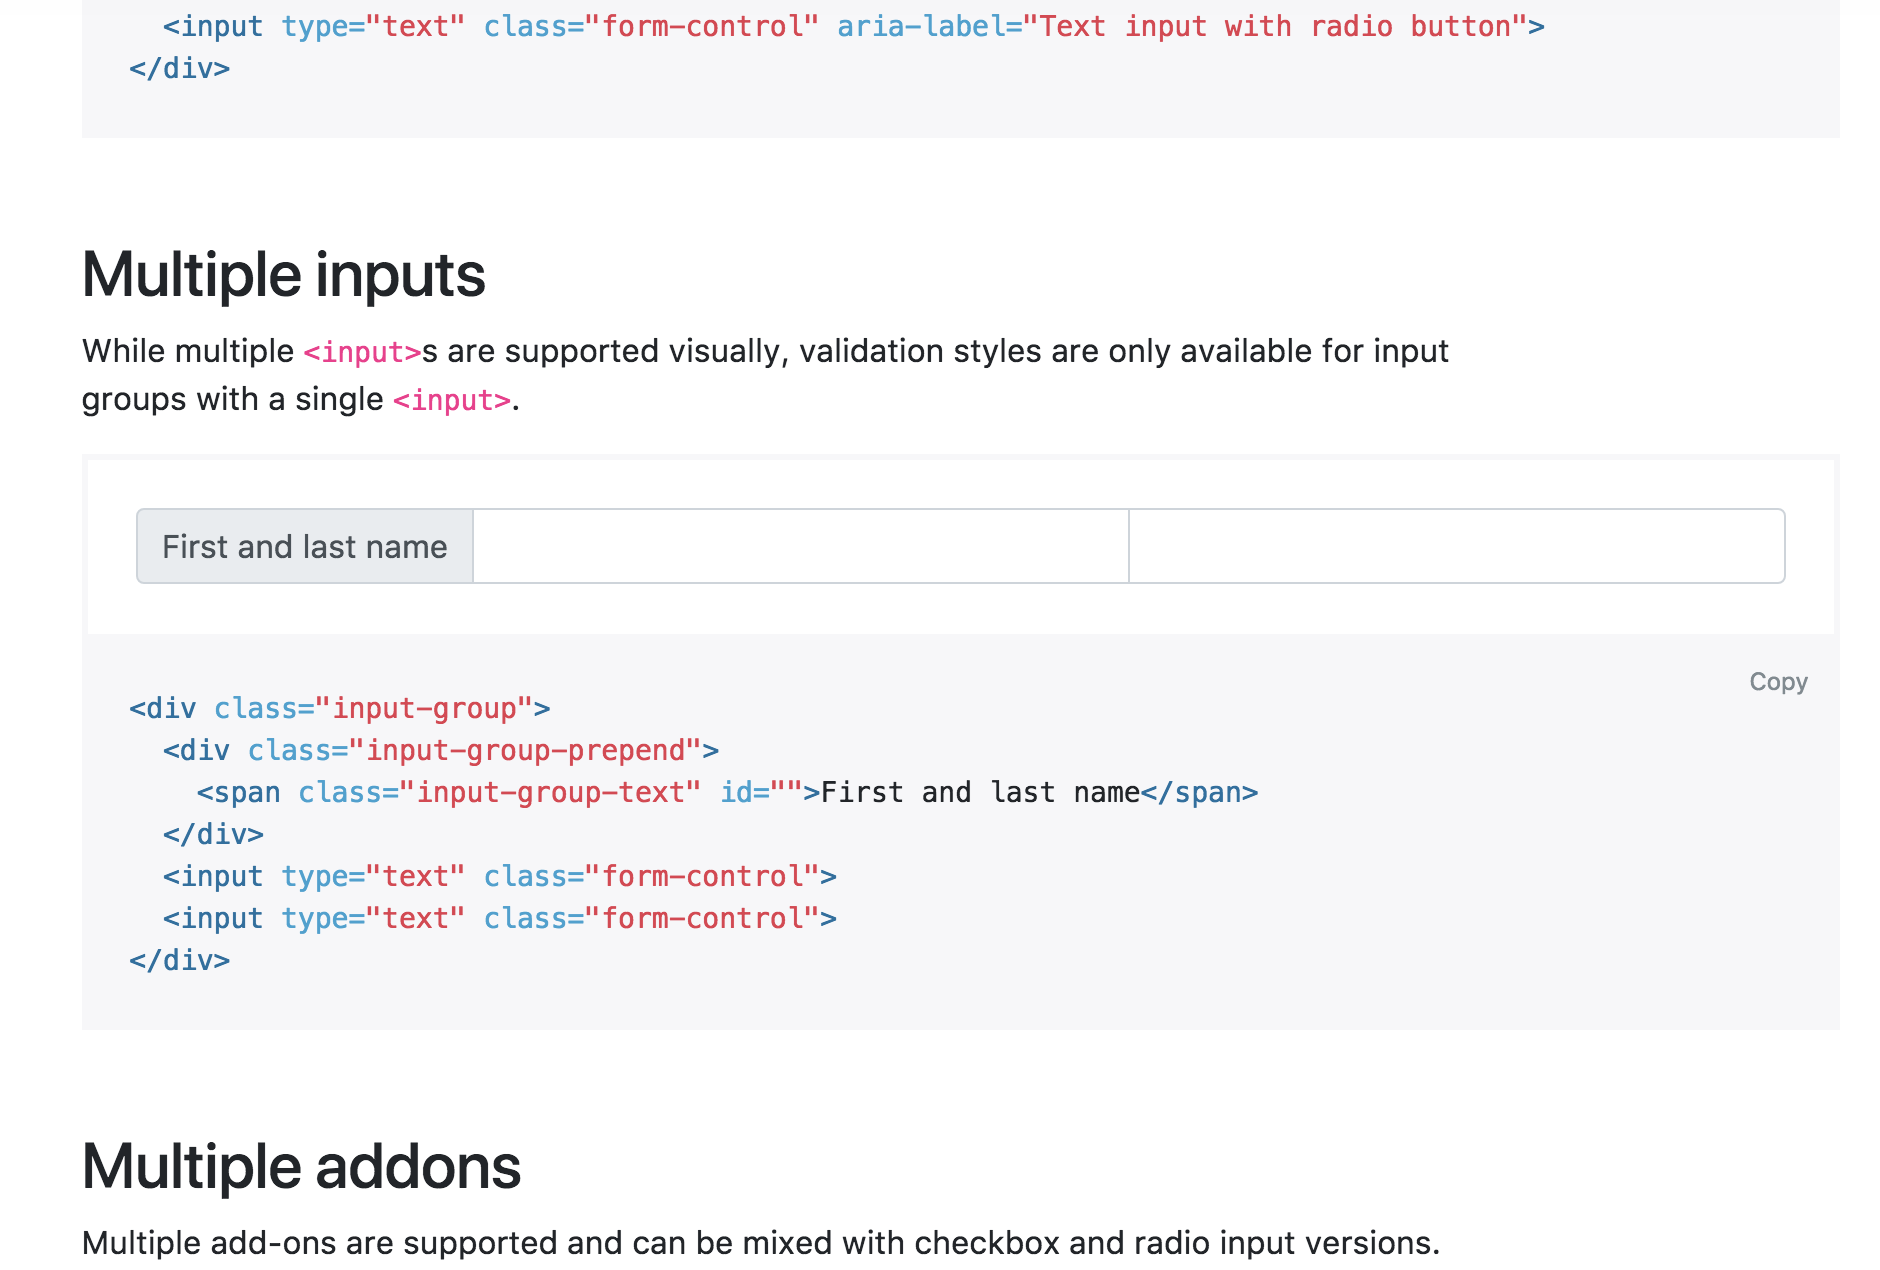 <input type="text" class="form-control" aria-label="Text input with radio button">
</div>
Multiple inputs
While multiple <input>s are supported visually, validation styles are only available for input
groups with a single <input>.
First and last name
Copy
<div class="input-group">
  <div class="input-group-prepend">
    <span class="input-group-text" id="">First and last name</span>
  </div>
  <input type="text" class="form-control">
  <input type="text" class="form-control">
</div>
Multiple addons
Multiple add-ons are supported and can be mixed with checkbox and radio input versions.